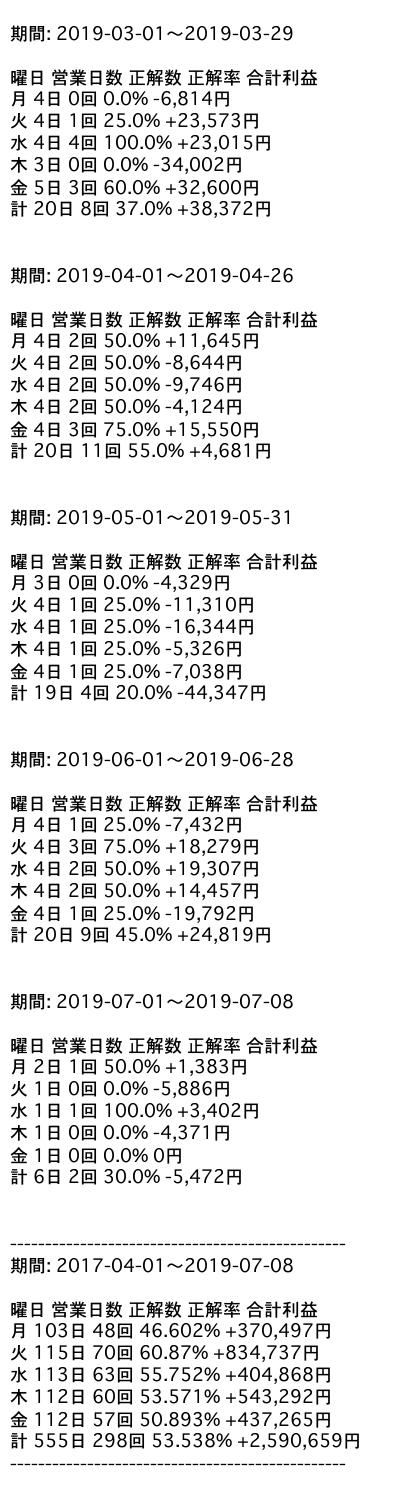 期間: 2019-03-01〜2019-03-29
曜日 営業日数 正解数 正解率 合計利益
月 4日 0回 0.0% -6,814円
火 4日 1回 25.0% +23,573円
水 4日 4回 100.0% +23,015円
木 3日 0回 0.0% -34,002円
金 5日 3回 60.0% +32,600円
計 20日 8回 37.0% +38,372円
期間: 2019-04-01〜2019-04-26
曜日 営業日数 正解数 正解率 合計利益
月 4日 2回 50.0% +11,645円
火 4日 2回 50.0% -8,644円
水 4日 2回 50.0% -9,746円
木 4日 2回 50.0% -4,124円
金 4日 3回 75.0% +15,550円
計 20日 11回 55.0% +4,681円
期間: 2019-05-01〜2019-05-31
曜日 営業日数 正解数 正解率 合計利益
月 3日 0回 0.0% -4,329円
火 4日 1回 25.0% -11,310円
水 4日 1回 25.0% -16,344円
木 4日 1回 25.0% -5,326円
金 4日 1回 25.0% -7,038円
計 19日 4回 20.0% -44,347円
期間: 2019-06-01〜2019-06-28
曜日 営業日数 正解数 正解率 合計利益
月 4日 1回 25.0% -7,432円
火 4日 3回 75.0% +18,279円
水 4日 2回 50.0% +19,307円
木 4日 2回 50.0% +14,457円
金 4日 1回 25.0% -19,792円
計 20日 9回 45.0% +24,819円
期間: 2019-07-01〜2019-07-08
曜日 営業日数 正解数 正解率 合計利益
月 2日 1回 50.0% +1,383円
火 1日 0回 0.0% -5,886円
水 1日 1回 100.0% +3,402円
木 1日 0回 0.0% -4,371円
金 1日 0回 0.0% 0円
計 6日 2回 30.0% -5,472円
------------------------------------------------
期間: 2017-04-01〜2019-07-08
曜日 営業日数 正解数 正解率 合計利益
月 103日 48回 46.602% +370,497円
火 115日 70回 60.87% +834,737円
水 113日 63回 55.752% +404,868円
木 112日 60回 53.571% +543,292円
金 112日 57回 50.893% +437,265円
計 555日 298回 53.538% +2,590,659円
------------------------------------------------